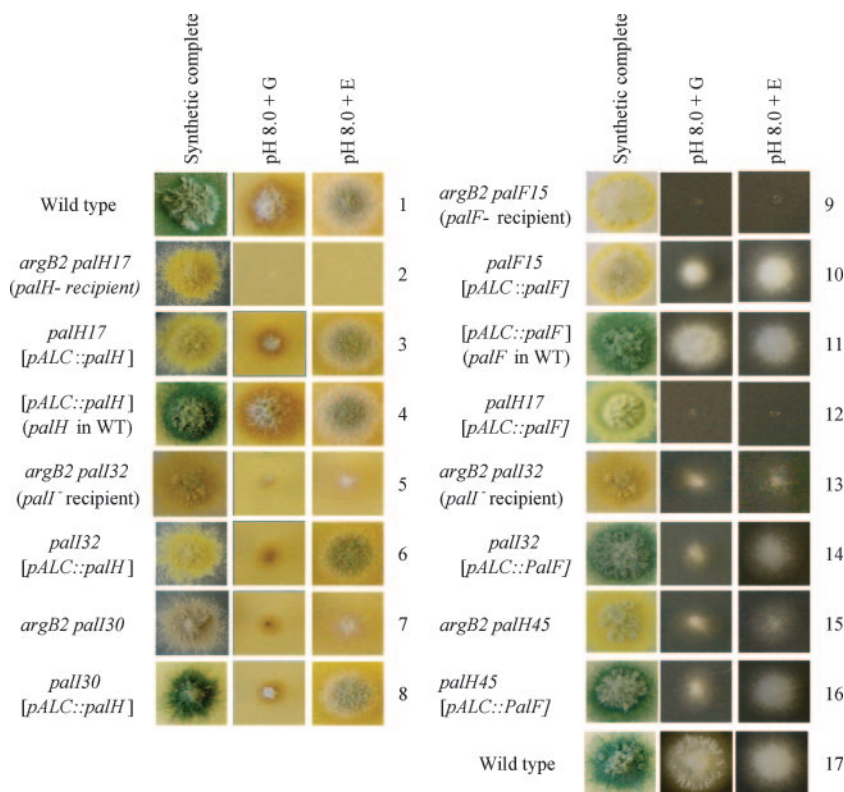 Synthetic complete
pH 8.0 + G
pH 8.0 + E
Wild type
1
argB2 palH17
(palH- recipient)
2
palH17
[pALC::palH]
3
[pALC::palH]
(palH in WT)
4
argB2 palI32
(palI- recipient)
5
palI32
[pALC::palH]
6
argB2 palI30
7
palI30
[pALC::palH]
8
Synthetic complete
pH 8.0 + G
pH 8.0 + E
argB2 palF15
(palF- recipient)
9
palF15
[pALC::palF]
10
[pALC::palF]
(palF in WT)
11
palH17
[pALC::palF]
12
argB2 palI32
(palI- recipient)
13
palI32
[pALC::PalF]
14
argB2 palH45
15
palH45
[pALC::PalF]
16
Wild type
17